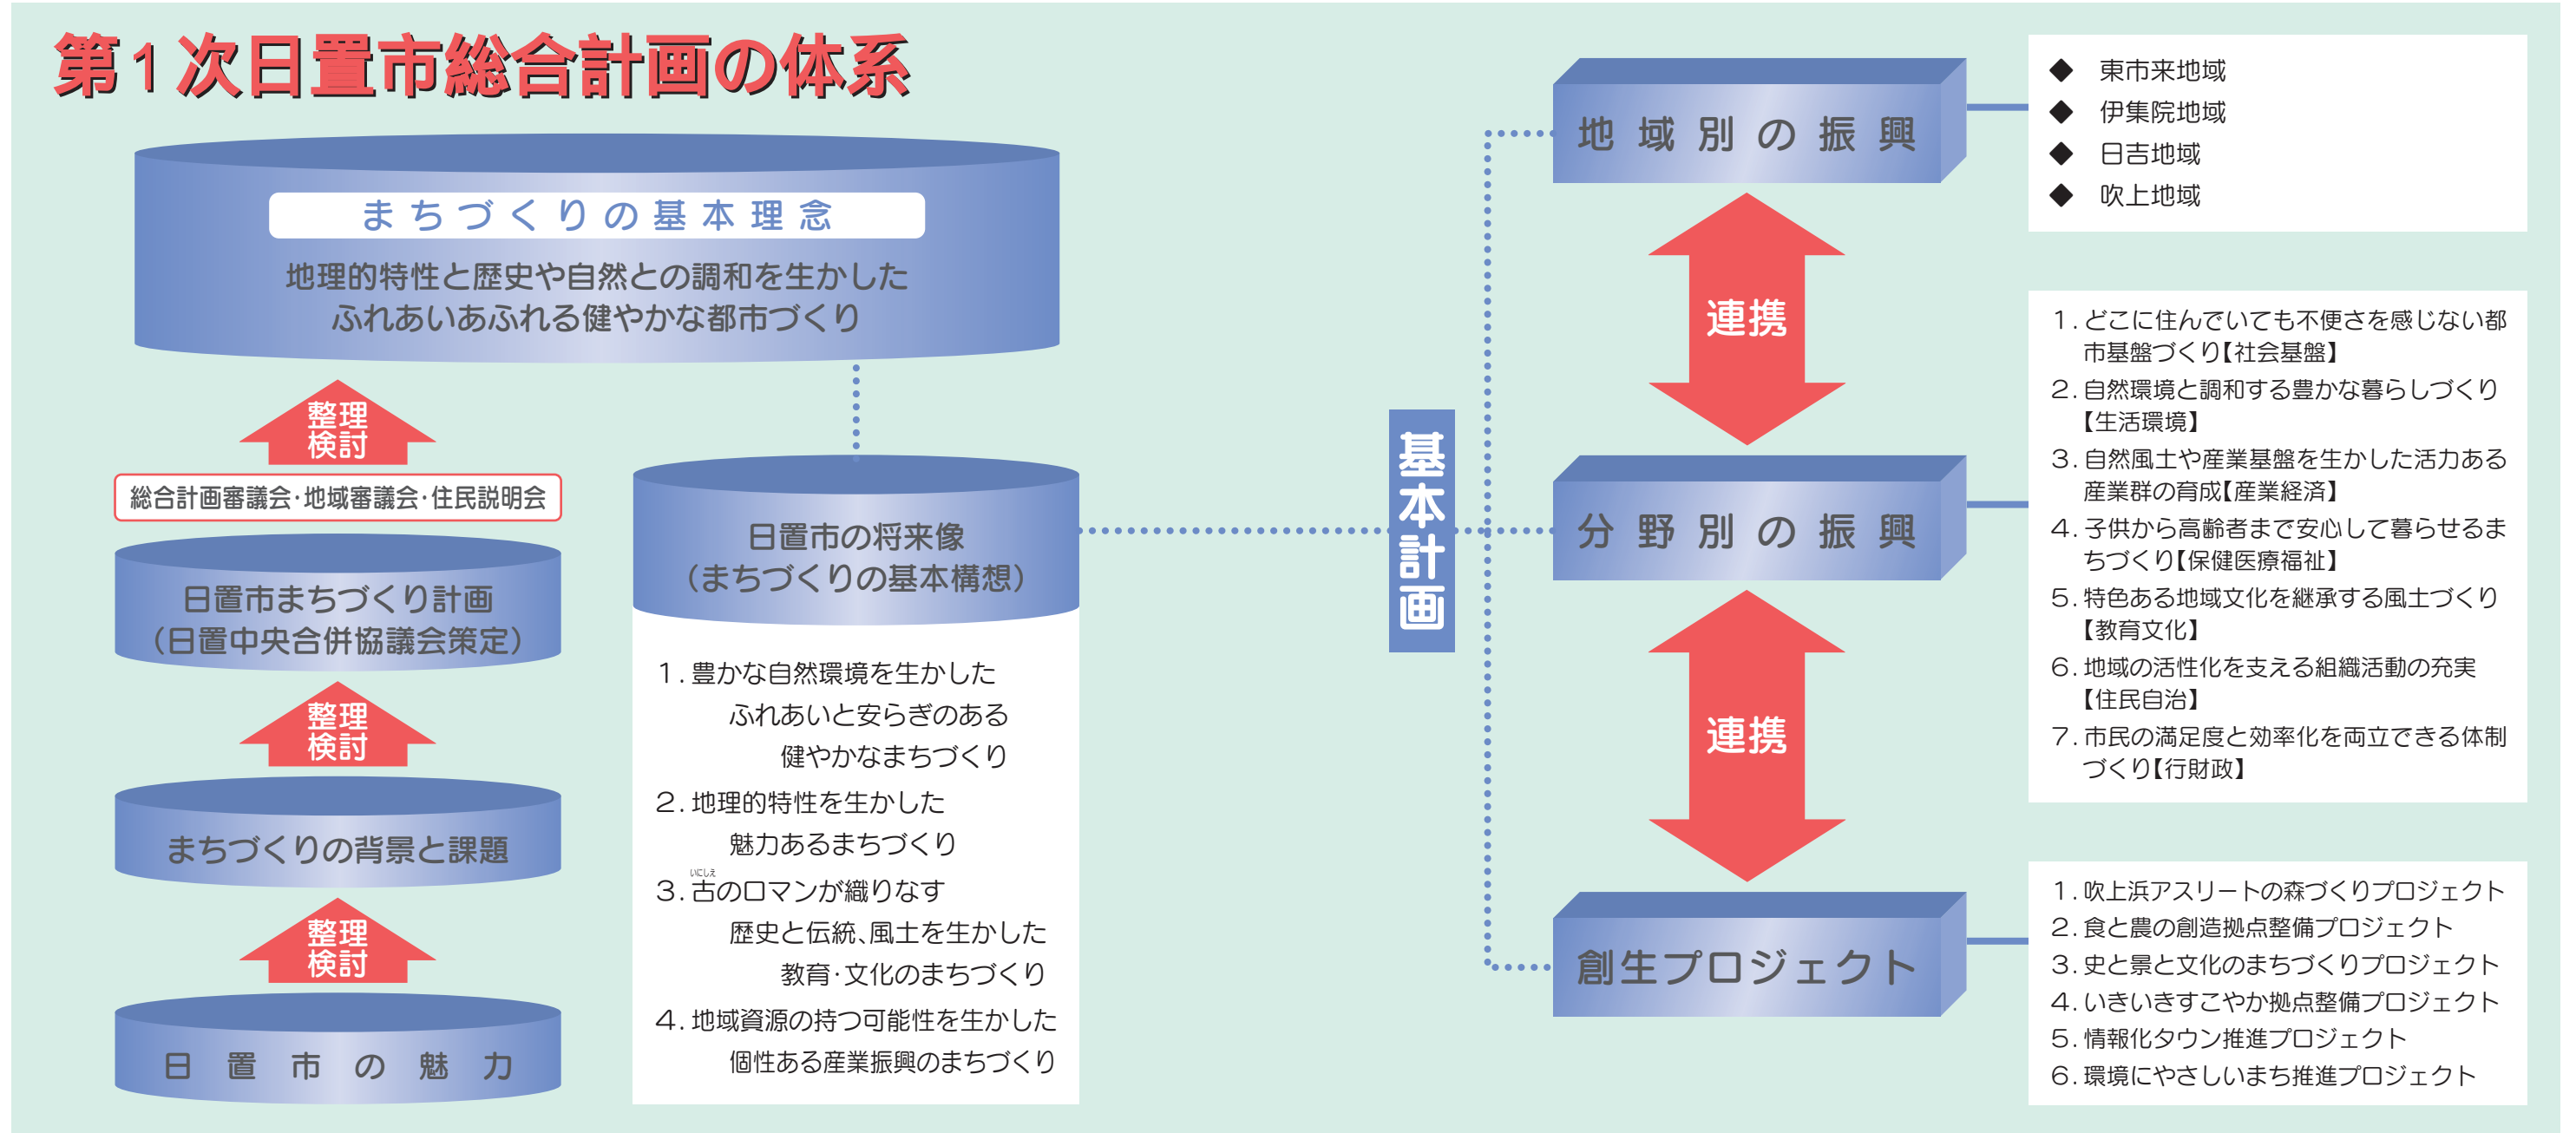 第1次日置市総合計画の体系
まちづくりの基本理念
地理的特性と歴史や自然との調和を生かした
ふれあいあふれる健やかな都市づくり
整理
検討
総合計画審議会・地域審議会・住民説明会
日置市まちづくり計画
（日置中央合併協議会策定）
整理
検討
まちづくりの背景と課題
整理
検討
日置市の魅力
日置市の将来像
（まちづくりの基本構想）
1．豊かな自然環境を生かした
ふれあいと安らぎのある
健やかなまちづくり
2．地理的特性を生かした
魅力あるまちづくり
いにしえ
3．古のロマンが織りなす
歴史と伝統、風土を生かした
教育・文化のまちづくり
4．地域資源の持つ可能性を生かした
個性ある産業振興のまちづくり
基本計画
地域別の振興
連携
分野別の振興
連携
創生プロジェクト
◆ 東市来地域
◆ 伊集院地域
◆ 日吉地域
◆ 吹上地域
1．どこに住んでいても不便さを感じない都
市基盤づくり【社会基盤】
2．自然環境と調和する豊かな暮らしづくり
【生活環境】
3．自然風土や産業基盤を生かした活力ある
産業群の育成【産業経済】
4．子供から高齢者まで安心して暮らせるま
ちづくり【保健医療福祉】
5．特色ある地域文化を継承する風土づくり
【教育文化】
6．地域の活性化を支える組織活動の充実
【住民自治】
7．市民の満足度と効率化を両立できる体制
づくり【行財政】
1．吹上浜アスリートの森づくりプロジェクト
2．食と農の創造拠点整備プロジェクト
3．史と景と文化のまちづくりプロジェクト
4．いきいきすこやか拠点整備プロジェクト
5．情報化タウン推進プロジェクト
6．環境にやさしいまち推進プロジェクト